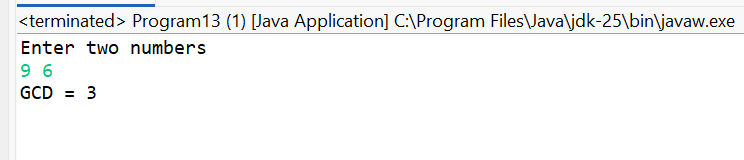 <terminated> Program13 (1) [Java Application] C:\Program Files\Java\jdk-25\bin\javaw.exe
Enter two numbers
9 6
GCD = 3